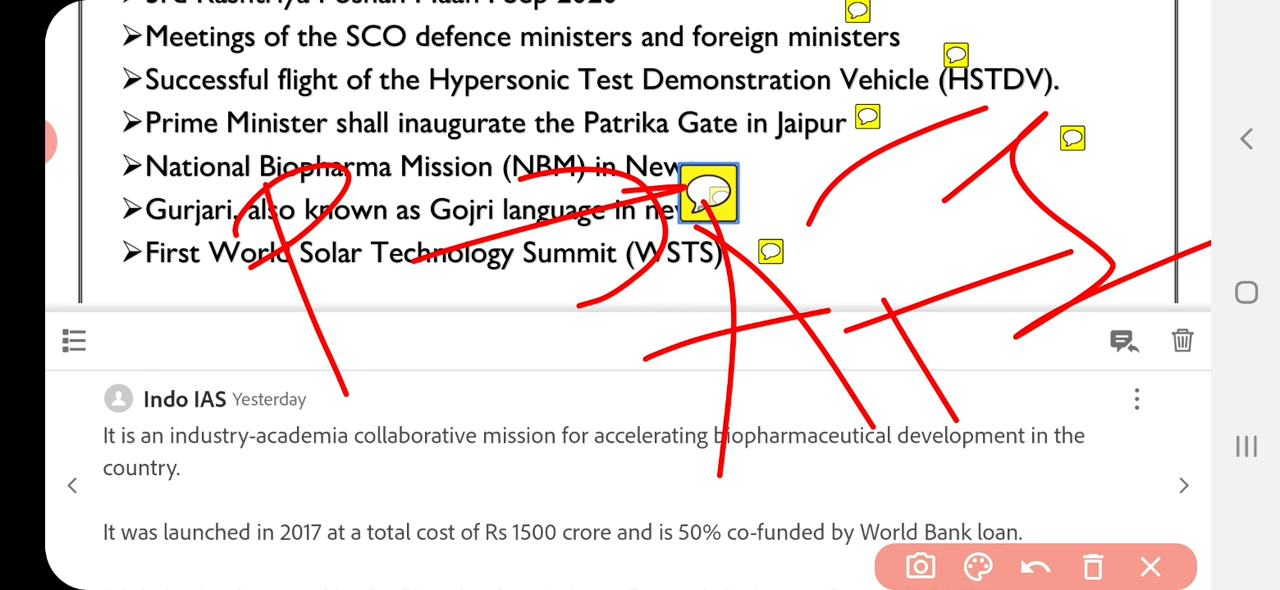 ➢Meetings of the SCO defence ministers and foreign ministers
➢Successful flight of the Hypersonic Test Demonstration Vehicle (HSTDV).
➢Prime Minister shall inaugurate the Patrika Gate in Jaipur
➢National Biopharma Mission (NBM) in New
➢Gurjari, also known as Gojri language in
➢First World Solar Technology Summit (WSTS)
Indo IAS Yesterday
It is an industry-academia collaborative mission for accelerating biopharmaceutical development in the
country.
It was launched in 2017 at a total cost of Rs 1500 crore and is 50% co-funded by World Bank loan.